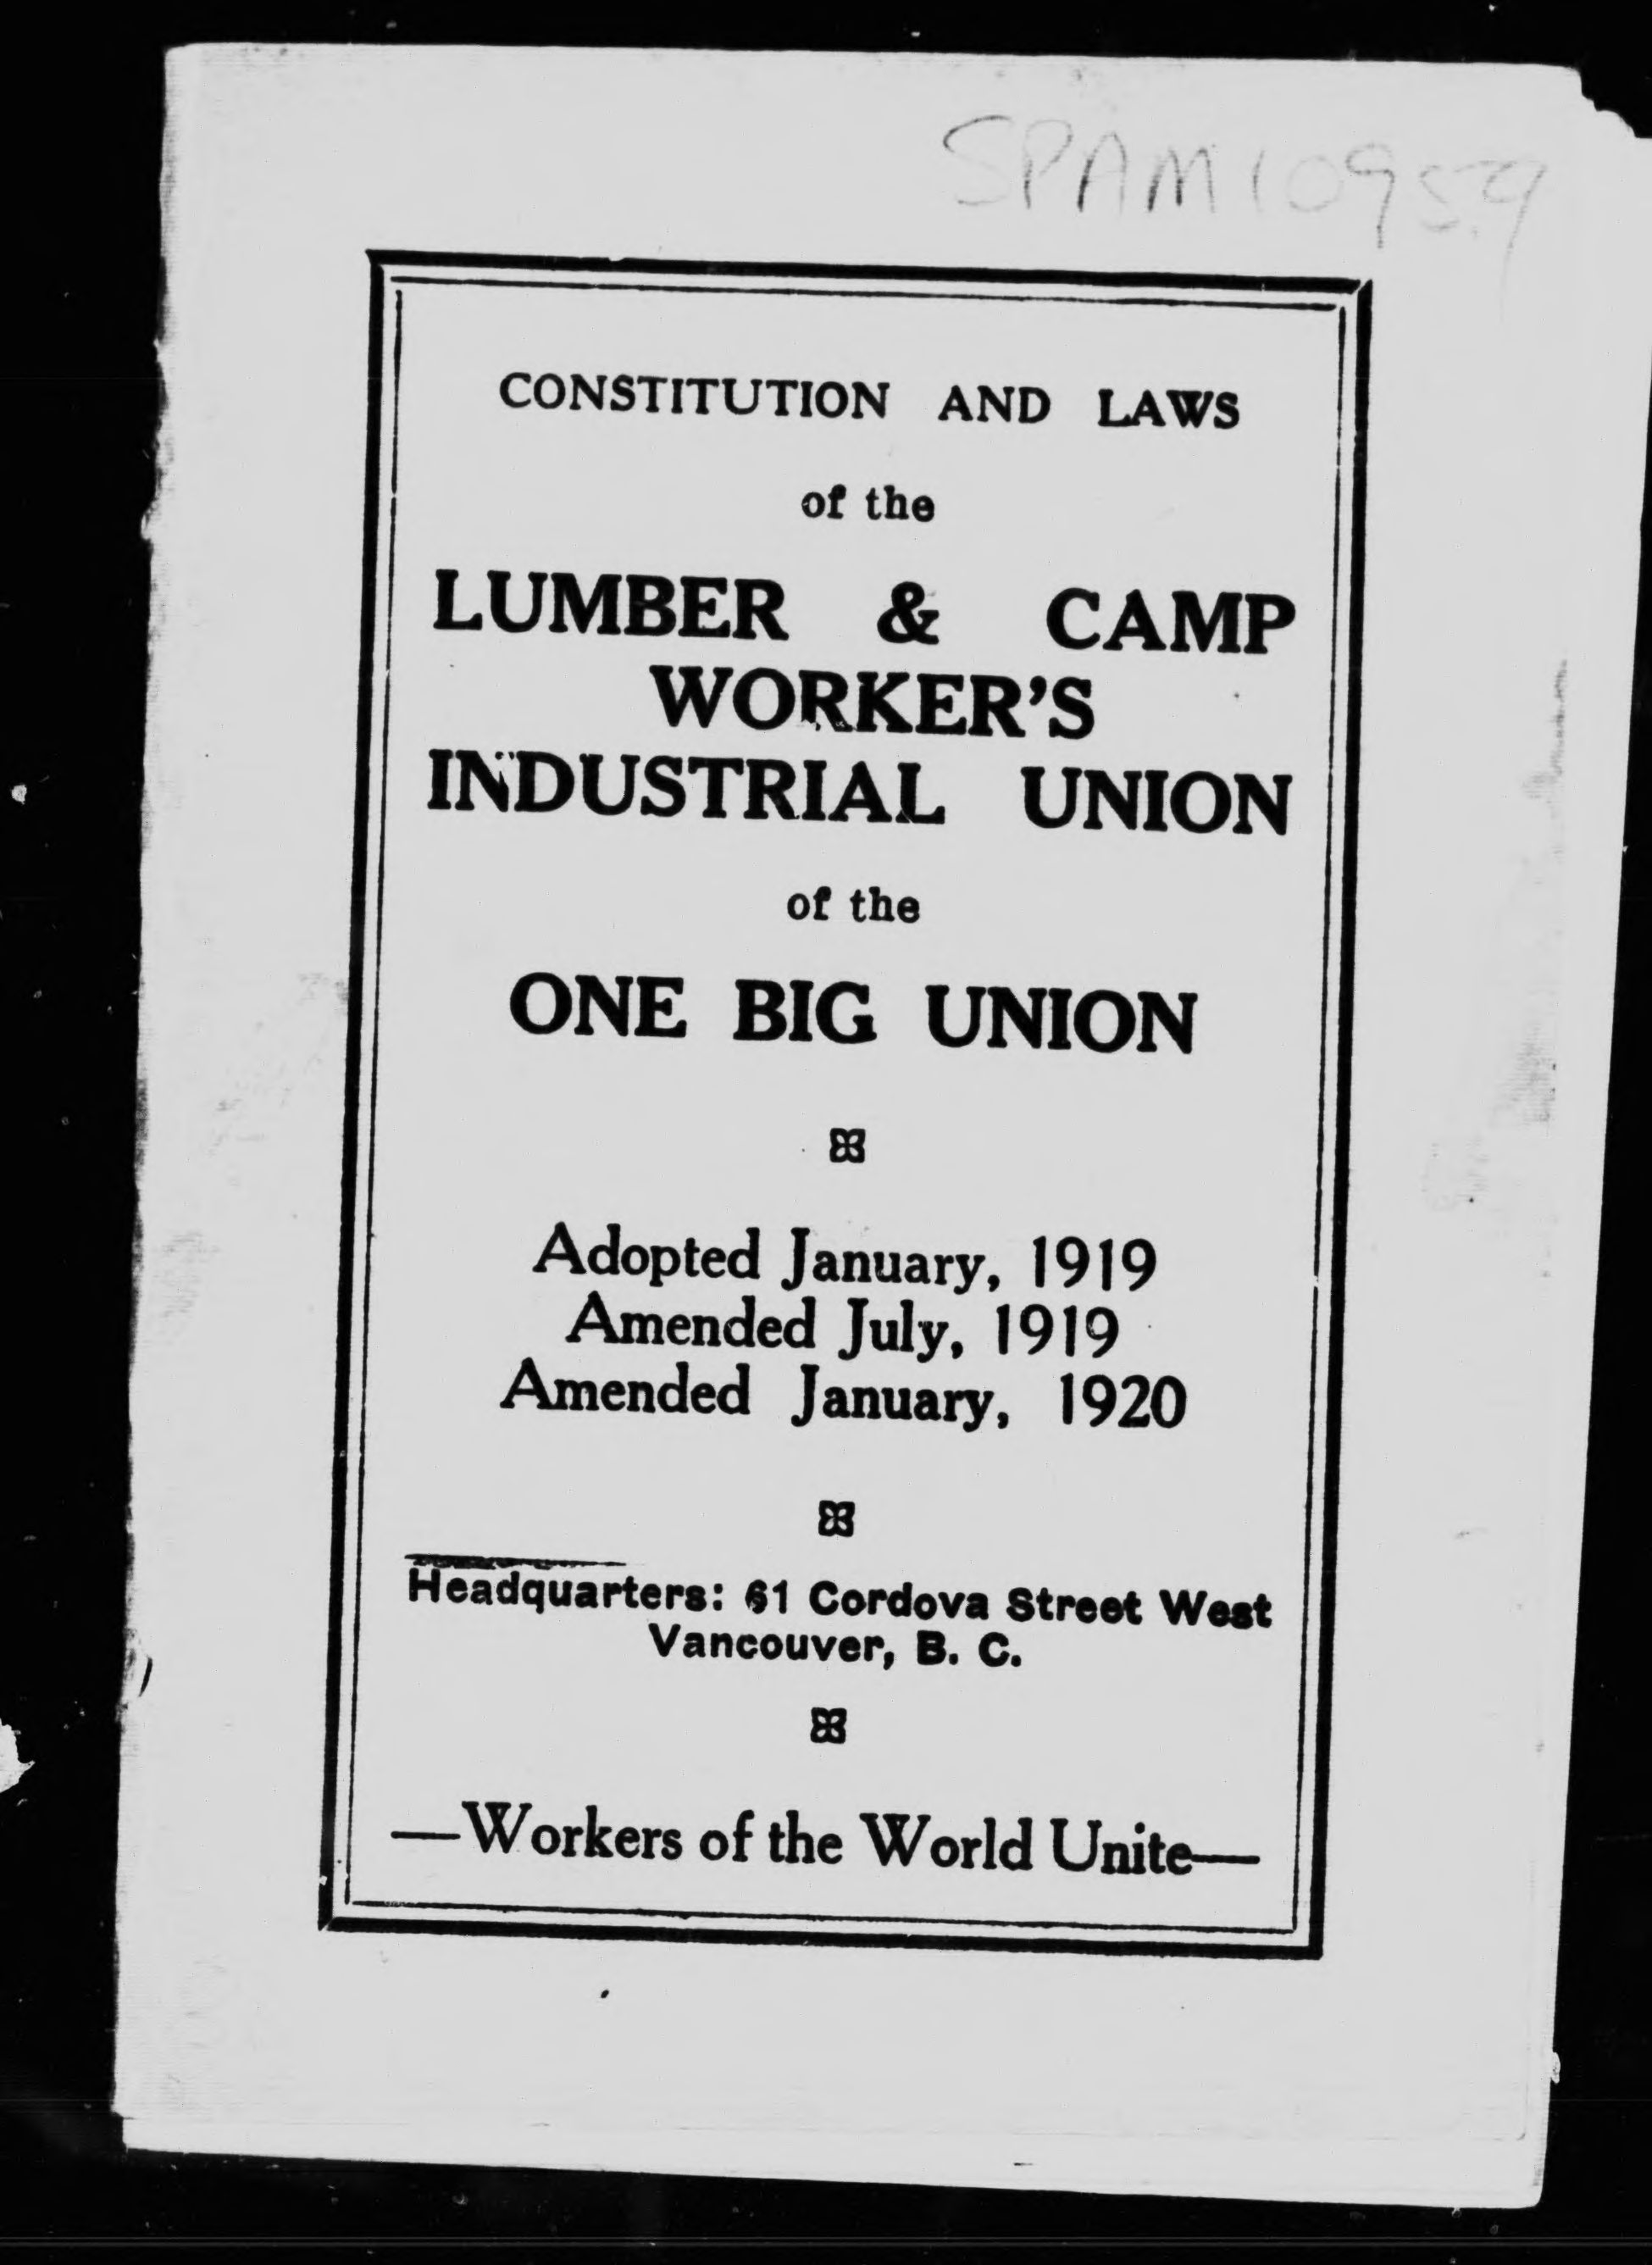 SPAM10959
CONSTITUTION AND LAWS
of the
LUMBER & CAMP
WORKER'S
INDUSTRIAL UNION
of the
ONE BIG UNION
Adopted January, 1919
Amended July, 1919
Amended January, 1920
Headquarters: 61 Cordova Street West
Vancouver, B. C.
—Workers of the World Unite—